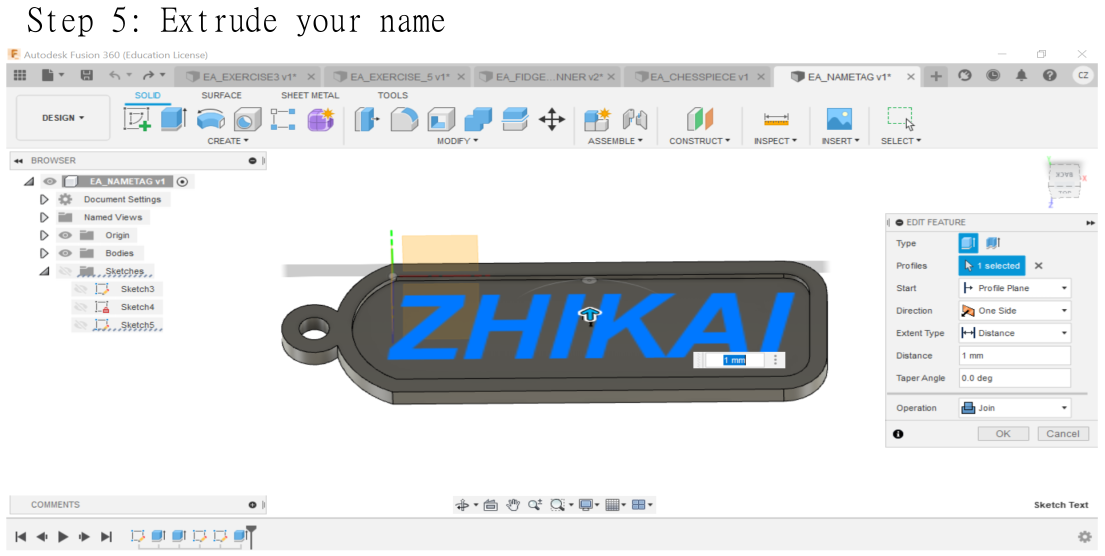 Step 5: Extrude your name
Autodesk Fusion 360 (Education License)
EA_EXERCISE3 v1* EA_EXERCISE_5 v1* EA_FIDGE...NNER v2* EA_CHESSPIECE v1 EA_NAMETAG v1* CZ
SOLID SURFACE SHEET METAL TOOLS
DESIGN
CREATE MODIFY ASSEMBLE CONSTRUCT INSPECT INSERT SELECT
BROWSER
EA_NAMETAG v1
Document Settings
Named Views
Origin
Bodies
Sketches
Sketch3
Sketch4
Sketch5
BACK
TOP
X
Y
Z
ZHIKAI
1 mm
EDIT FEATURE
Type
Profiles 1 selected
Start Profile Plane
Direction One Side
Extent Type Distance
Distance 1 mm
Taper Angle 0.0 deg
Operation Join
OK Cancel
COMMENTS
Sketch Text